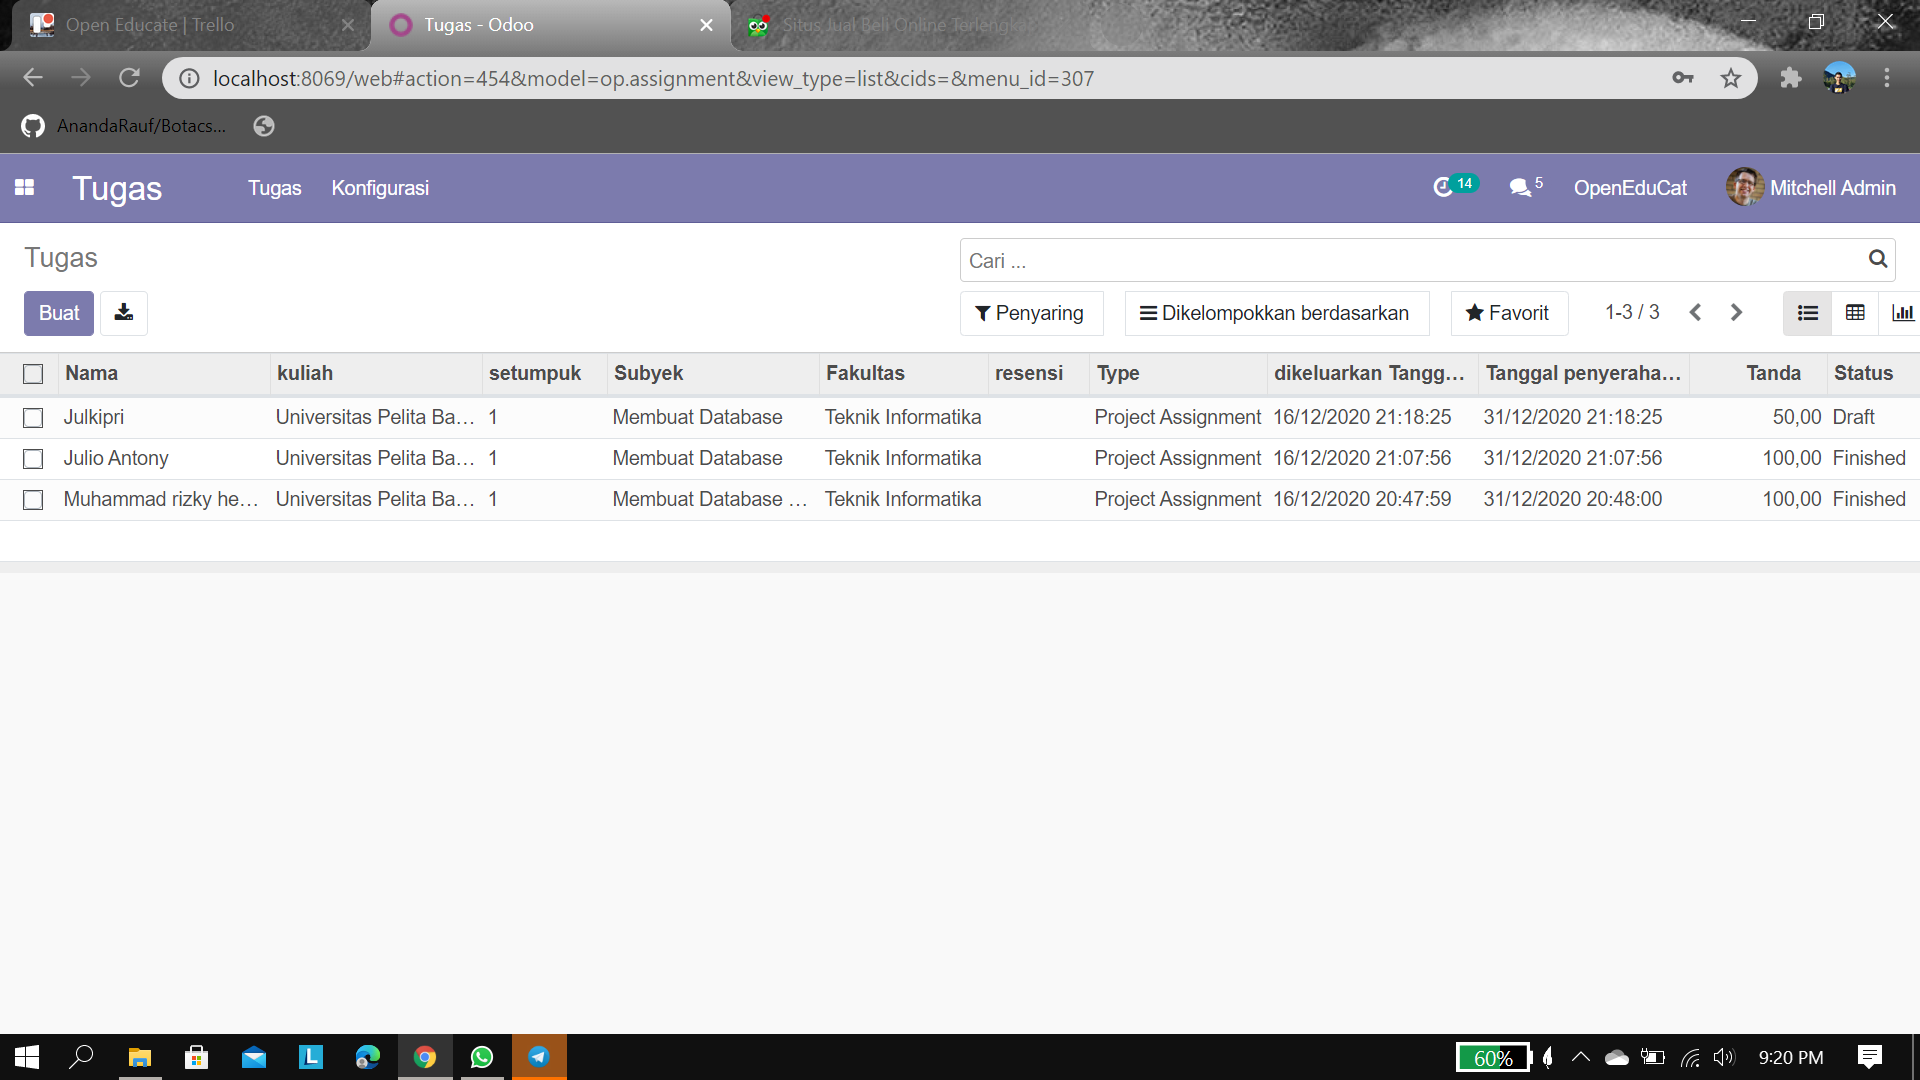 Open Educate | Trello
Tugas - Odoo
Situs Jual Beli Online Terlengk
localhost:8069/web#action=454&model=op.assignment&view_type=list&cids=&menu_id=307
AnandaRauf/Botacs...
Tugas
Tugas Konfigurasi
14
5
OpenEduCat
Mitchell Admin
Tugas
Cari ...
Buat
Penyaring
Dikelompokkan berdasarkan
Favorit
1-3 / 3
Nama kuliah setumpuk Subyek Fakultas resensi Type dikeluarkan Tangg... Tanggal penyeraha... Tanda Status
Julkipri Universitas Pelita Ba... 1 Membuat Database Teknik Informatika Project Assignment 16/12/2020 21:18:25 31/12/2020 21:18:25 50,00 Draft
Julio Antony Universitas Pelita Ba... 1 Membuat Database Teknik Informatika Project Assignment 16/12/2020 21:07:56 31/12/2020 21:07:56 100,00 Finished
Muhammad rizky he... Universitas Pelita Ba... 1 Membuat Database ... Teknik Informatika Project Assignment 16/12/2020 20:47:59 31/12/2020 20:48:00 100,00 Finished
L
60%
9:20 PM